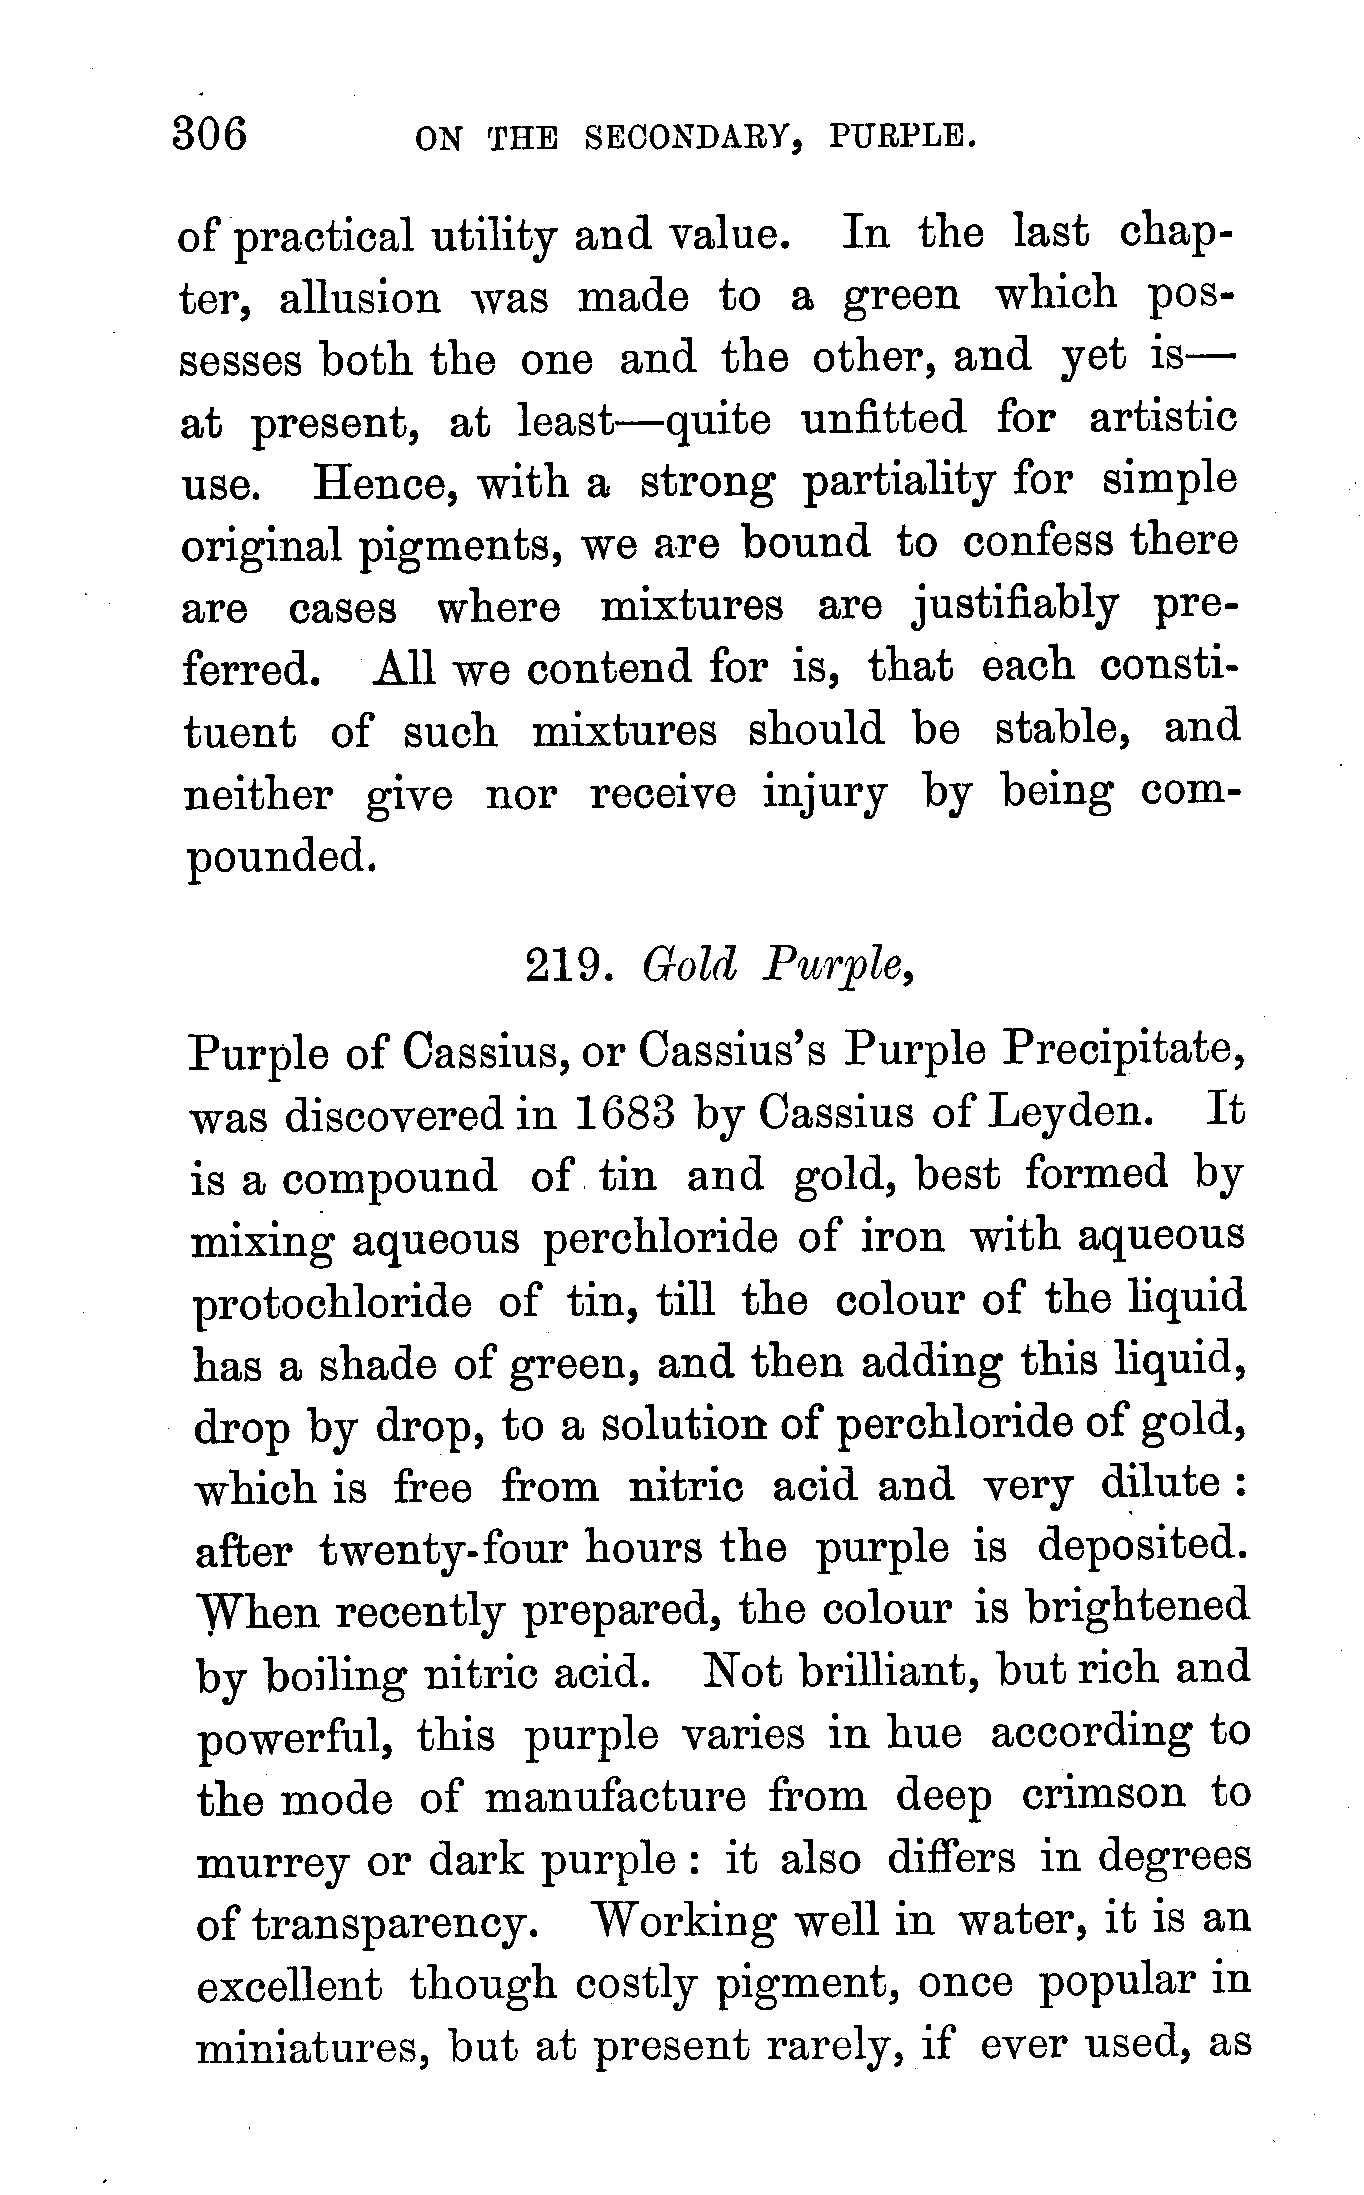 306 ON THE SECONDARY, PURPLE.
of practical utility and value. In the last chap-
ter, allusion was made to a green which pos-
sesses both the one and the other, and yet is—
at present, at least—quite unfitted for artistic
use. Hence, with a strong partiality for simple
original pigments, we are bound to confess there
are cases where mixtures are justifiably pre-
ferred. All we contend for is, that each consti-
tuent of such mixtures should be stable, and
neither give nor receive injury by being com-
pounded.
219. Gold Purple,
Purple of Cassius, or Cassius's Purple Precipitate,
was discovered in 1683 by Cassius of Leyden. It
is a compound of tin and gold, best formed by
mixing aqueous perchloride of iron with aqueous
protochloride of tin, till the colour of the liquid
has a shade of green, and then adding this liquid,
drop by drop, to a solution of perchloride of gold,
which is free from nitric acid and very dilute :
after twenty-four hours the purple is deposited.
When recently prepared, the colour is brightened
by boiling nitric acid. Not brilliant, but rich and
powerful, this purple varies in hue according to
the mode of manufacture from deep crimson to
murrey or dark purple : it also differs in degrees
of transparency. Working well in water, it is an
excellent though costly pigment, once popular in
miniatures, but at present rarely, if ever used, as